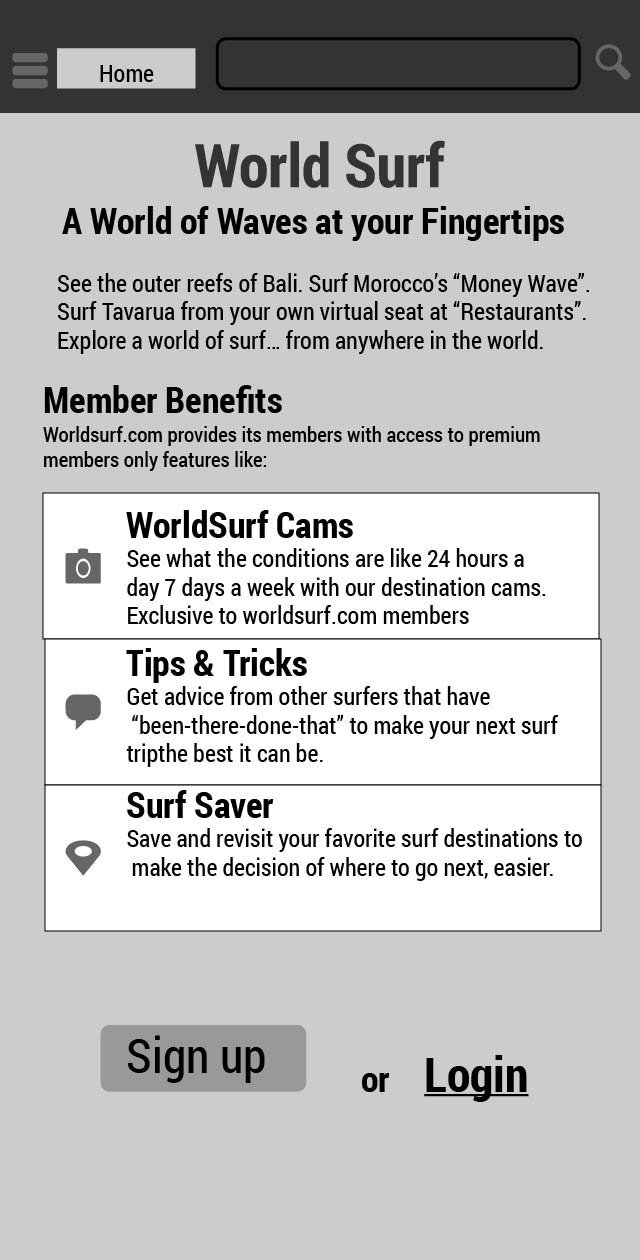 Home
World Surf
A World of Waves at your Fingertips
See the outer reefs of Bali. Surf Morocco’s “Money Wave”.
Surf Tavarua from your own virtual seat at “Restaurants”.
Explore a world of surf... from anywhere in the world.
Member Benefits
Worldsurf.com provides its members with access to premium
members only features like:
WorldSurf Cams
See what the conditions are like 24 hours a
day 7 days a week with our destination cams.
Exclusive to worldsurf.com members
Tips & Tricks
Get advice from other surfers that have
“been-there-done-that” to make your next surf
tripthe best it can be.
Surf Saver
Save and revisit your favorite surf destinations to
make the decision of where to go next, easier.
Sign up
or Login